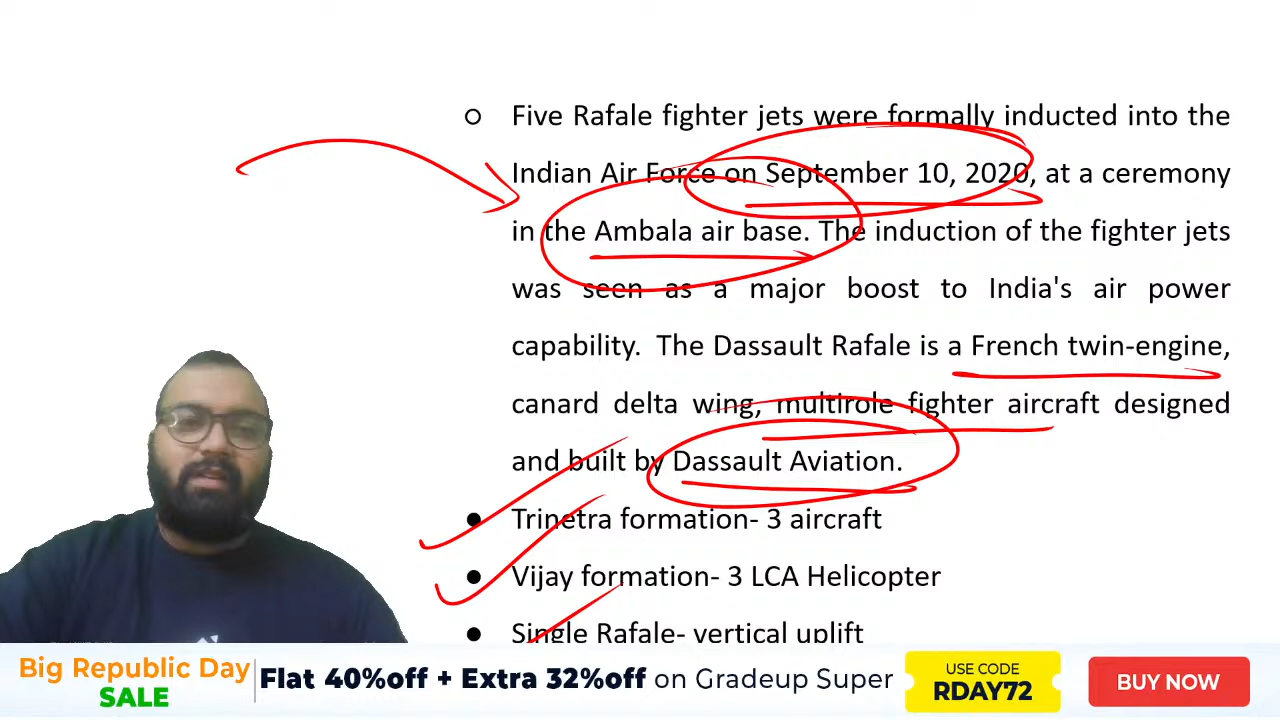 ○ Five Rafale fighter jets were formally inducted into the
Indian Air Force on September 10, 2020, at a ceremony
in the Ambala air base. The induction of the fighter jets
was seen as a major boost to India's air power
capability. The Dassault Rafale is a French twin-engine,
canard delta wing, multirole fighter aircraft designed
and built by Dassault Aviation.
● Trinetra formation- 3 aircraft
● Vijay formation- 3 LCA Helicopter
● Single Rafale- vertical uplift
Big Republic Day
SALE
Flat 40%off + Extra 32%off on Gradeup Super
USE CODE
RDAY72
BUY NOW